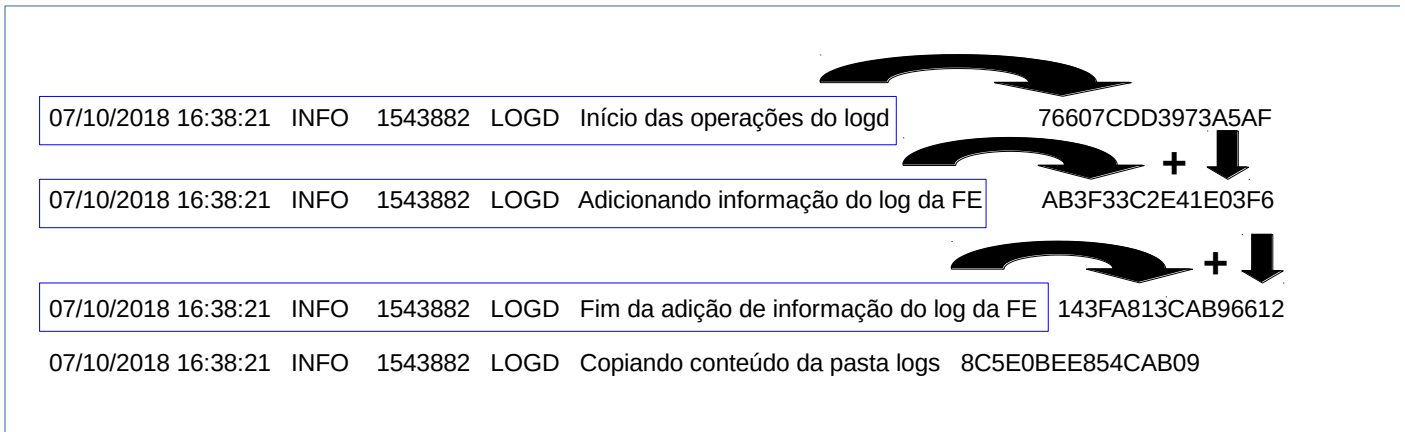 07/10/2018 16:38:21 INFO 1543882 LOGD Início das operações do logd 76607CDD3973A5AF
+
07/10/2018 16:38:21 INFO 1543882 LOGD Adicionando informação do log da FE AB3F33C2E41E03F6
+
07/10/2018 16:38:21 INFO 1543882 LOGD Fim da adição de informação do log da FE 143FA813CAB96612
07/10/2018 16:38:21 INFO 1543882 LOGD Copiando conteúdo da pasta logs 8C5E0BEE854CAB09